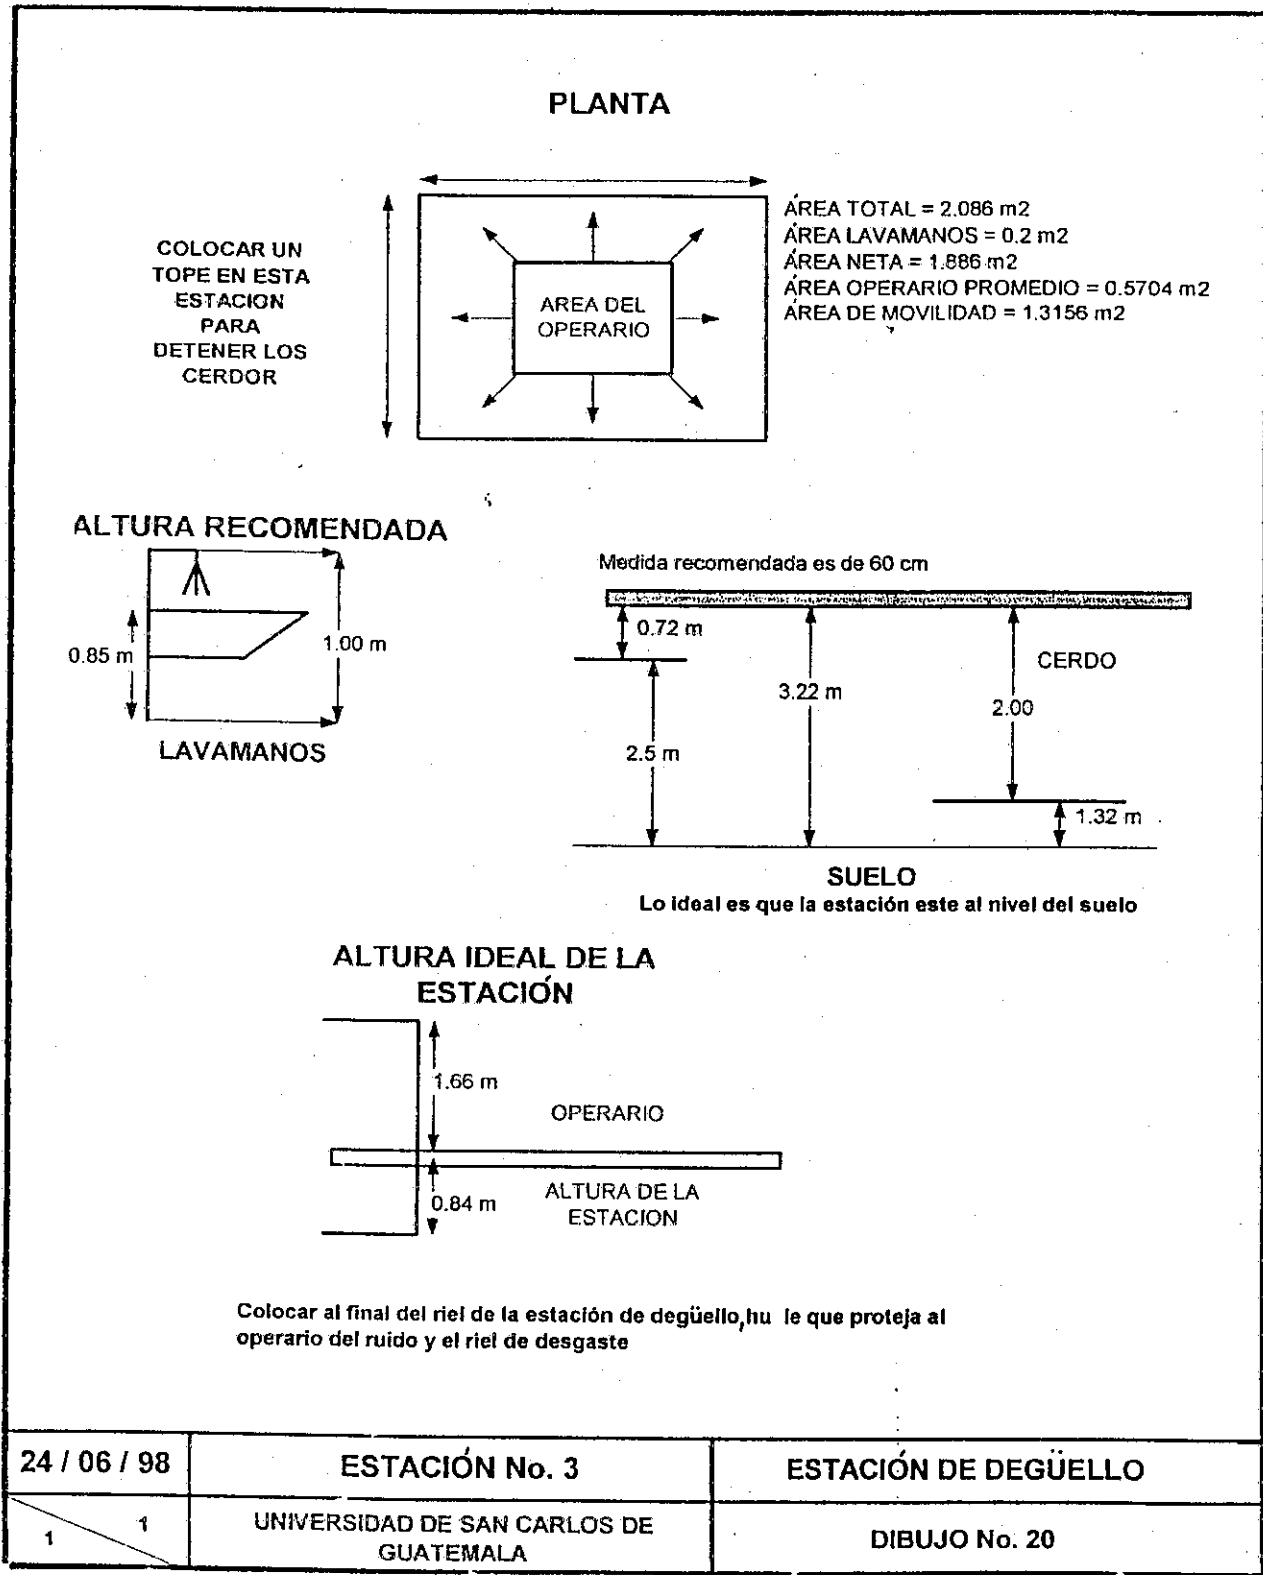 PLANTA
COLOCAR UN
TOPE EN ESTA
ESTACION
PARA
DETENER LOS
CERDOR
AREA DEL
OPERARIO
ÁREA TOTAL = 2.086 m2
ÁREA LAVAMANOS = 0.2 m2
ÁREA NETA = 1.886 m2
ÁREA OPERARIO PROMEDIO = 0.5704 m2
ÁREA DE MOVILIDAD = 1.3156 m2
ALTURA RECOMENDADA
0.85 m
1.00 m
LAVAMANOS
Medida recomendada es de 60 cm
0.72 m
2.5 m
3.22 m
CERDO
2.00
1.32 m
SUELO
Lo ideal es que la estación este al nivel del suelo
ALTURA IDEAL DE LA
ESTACIÓN
1.66 m
OPERARIO
0.84 m
ALTURA DE LA
ESTACION
Colocar al final del riel de la estación de degüello, hu le que proteja al
operario del ruido y el riel de desgaste
24 / 06 / 98
ESTACIÓN No. 3
ESTACIÓN DE DEGÜELLO
1
1
UNIVERSIDAD DE SAN CARLOS DE
GUATEMALA
DIBUJO No. 20